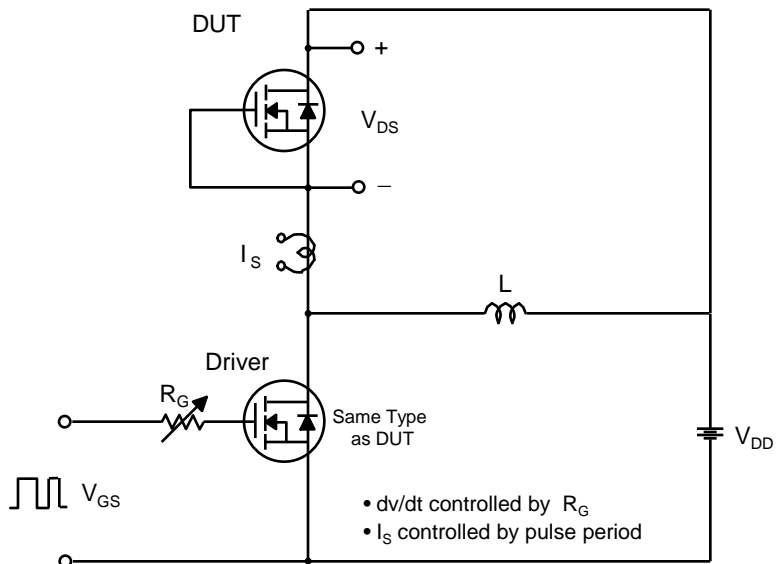 DUT
+
V_DS
−
I_S
L
Driver
R_G
Same Type
as DUT
V_DD
V_GS
• dv/dt controlled by R_G
• I_S controlled by pulse period